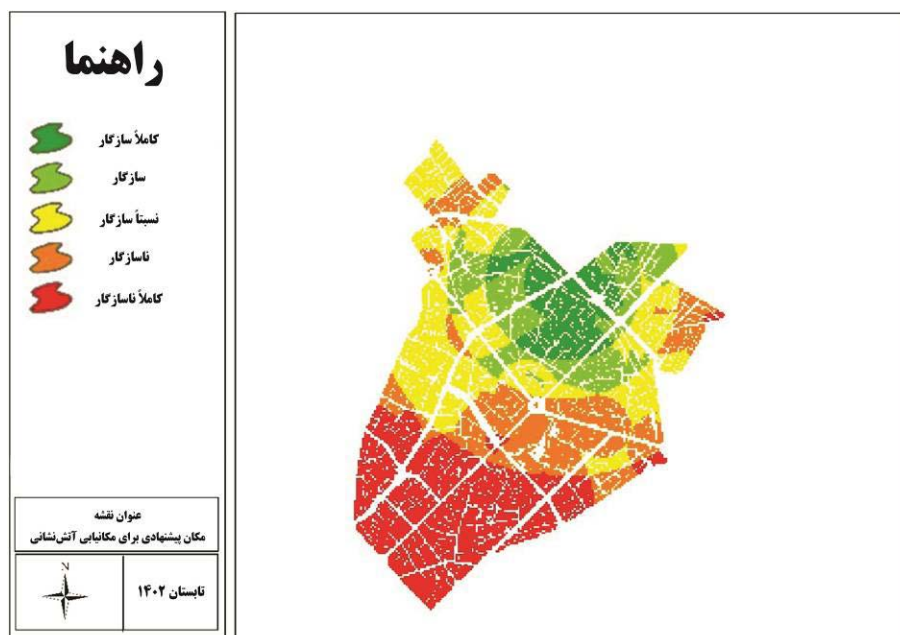 راهنما
کاملاً سازگار
سازگار
نسبتاً سازگار
ناسازگار
کاملاً ناسازگار
عنوان نقشه
مکان پیشنهادی برای مکانیابی آتش‌نشانی
N
تابستان ۱۴۰۲